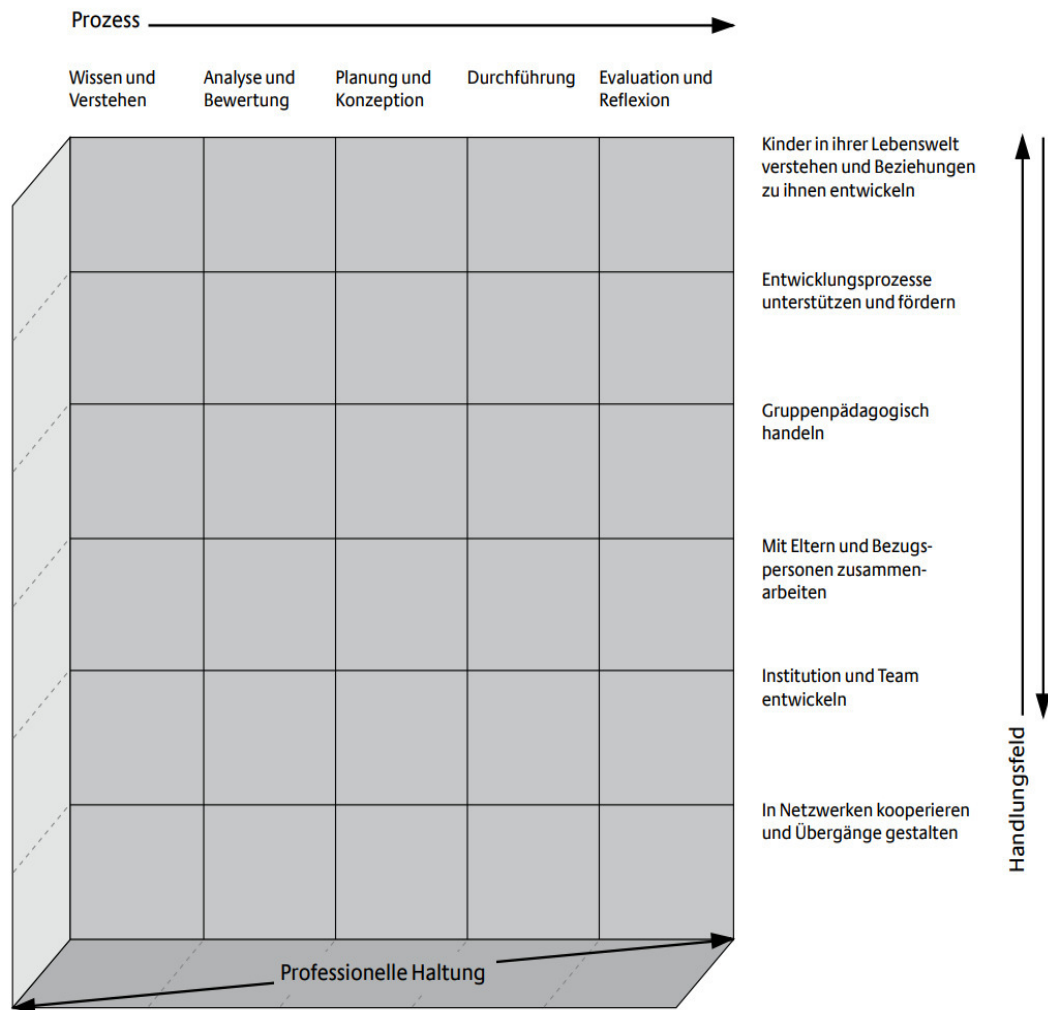 Prozess
Wissen und
Verstehen
Analyse und
Bewertung
Planung und
Konzeption
Durchführung
Evaluation und
Reflexion
Kinder in ihrer Lebenswelt
verstehen und Beziehungen
zu ihnen entwickeln
Entwicklungsprozesse
unterstützen und fördern
Gruppenpädagogisch
handeln
Mit Eltern und Bezugs-
personen zusammen-
arbeiten
Institution und Team
entwickeln
In Netzwerken kooperieren
und Übergänge gestalten
Handlungsfeld
Professionelle Haltung